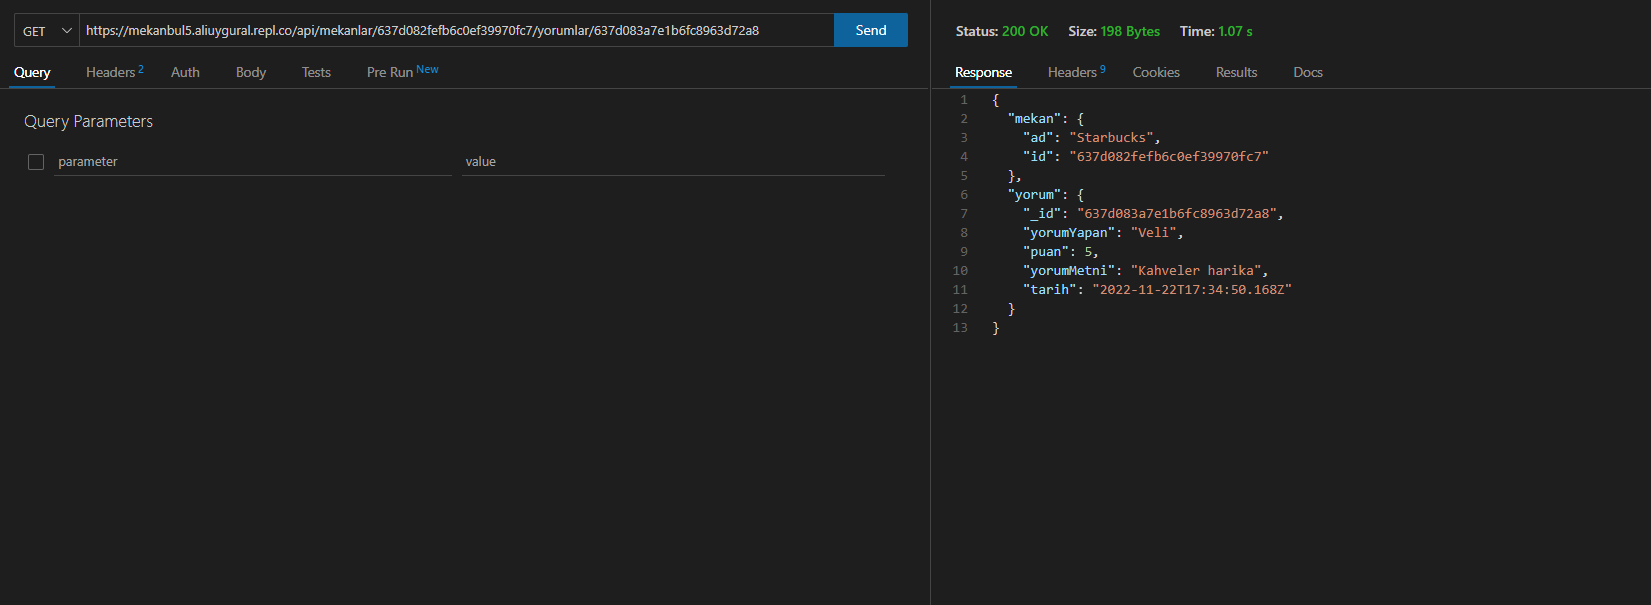 GET https://mekanbul5.aliuygural.repl.co/api/mekanlar/637d082fefb6c0ef39970fc7/yorumlar/637d083a7e1b6fc8963d72a8 Send
Query Headers 2 Auth Body Tests Pre Run New
Query Parameters
parameter value
Status: 200 OK Size: 198 Bytes Time: 1.07 s
Response Headers 9 Cookies Results Docs
1 {
2 "mekan": {
3 "ad": "Starbucks",
4 "id": "637d082fefb6c0ef39970fc7"
5 },
6 "yorum": {
7 "_id": "637d083a7e1b6fc8963d72a8",
8 "yorumYapan": "Veli",
9 "puan": 5,
10 "yorumMetni": "Kahveler harika",
11 "tarih": "2022-11-22T17:34:50.168Z"
12 }
13 }